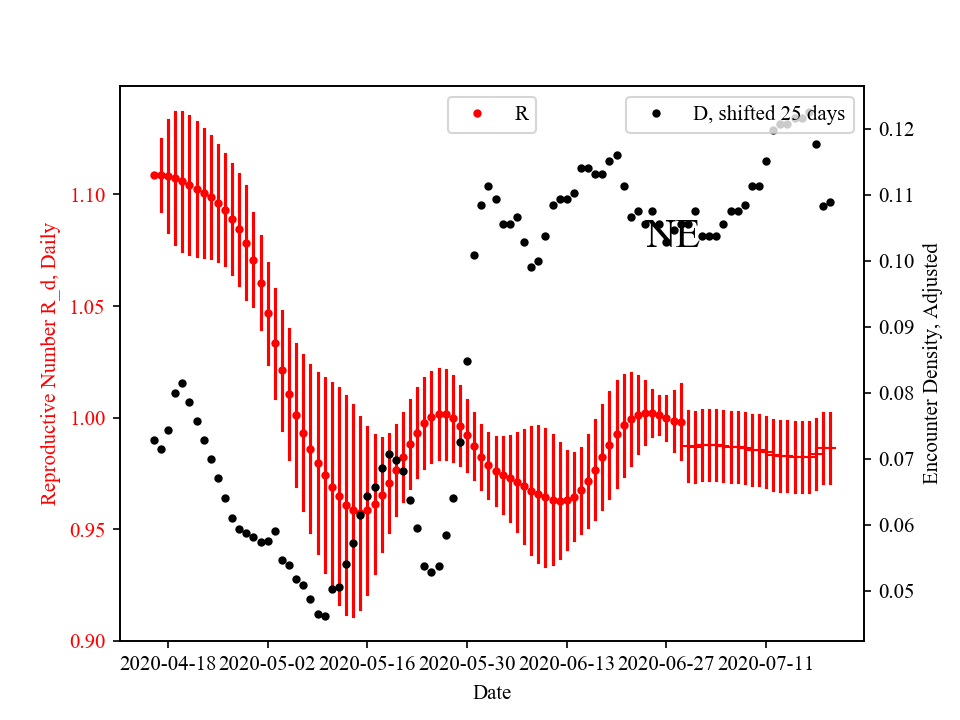 R
D, shifted 25 days
NE
Reproductive Number R_d, Daily
1.10
1.05
1.00
0.95
0.90
0.12
0.11
0.10
0.09
0.08
0.07
0.06
0.05
Encounter Density, Adjusted
2020-04-18 2020-05-02 2020-05-16 2020-05-30 2020-06-13 2020-06-27 2020-07-11
Date